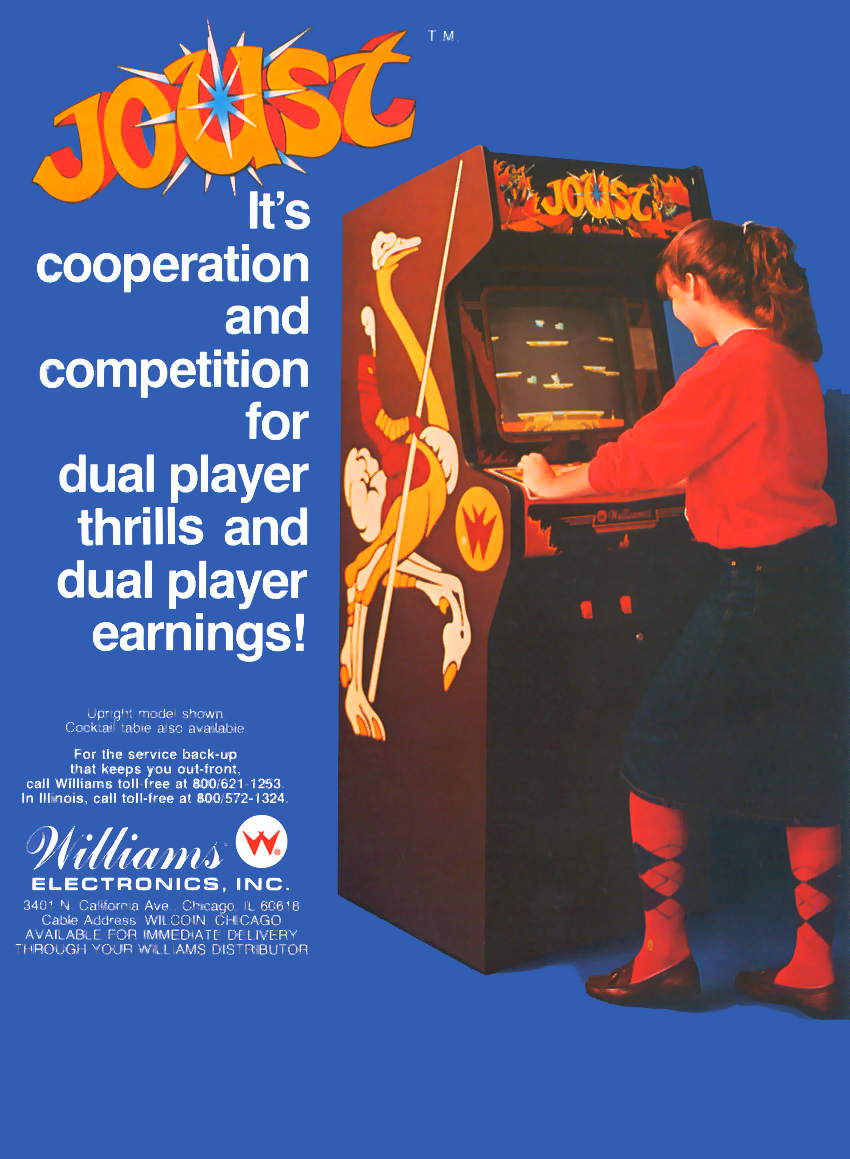 JOUST T.M.
It's
cooperation
and
competition
for
dual player
thrills and
dual player
earnings!
Upright model shown
Cocktail table also available
For the service back-up
that keeps you out-front,
call Williams toll-free at 800/621-1253.
In Illinois, call toll-free at 800/572-1324.
Williams W
ELECTRONICS, INC.
3401 N. California Ave., Chicago, IL 60618
Cable Address WILCOIN CHICAGO
AVAILABLE FOR IMMEDIATE DELIVERY
THROUGH YOUR WILLIAMS DISTRIBUTOR
JOUST
Williams
W